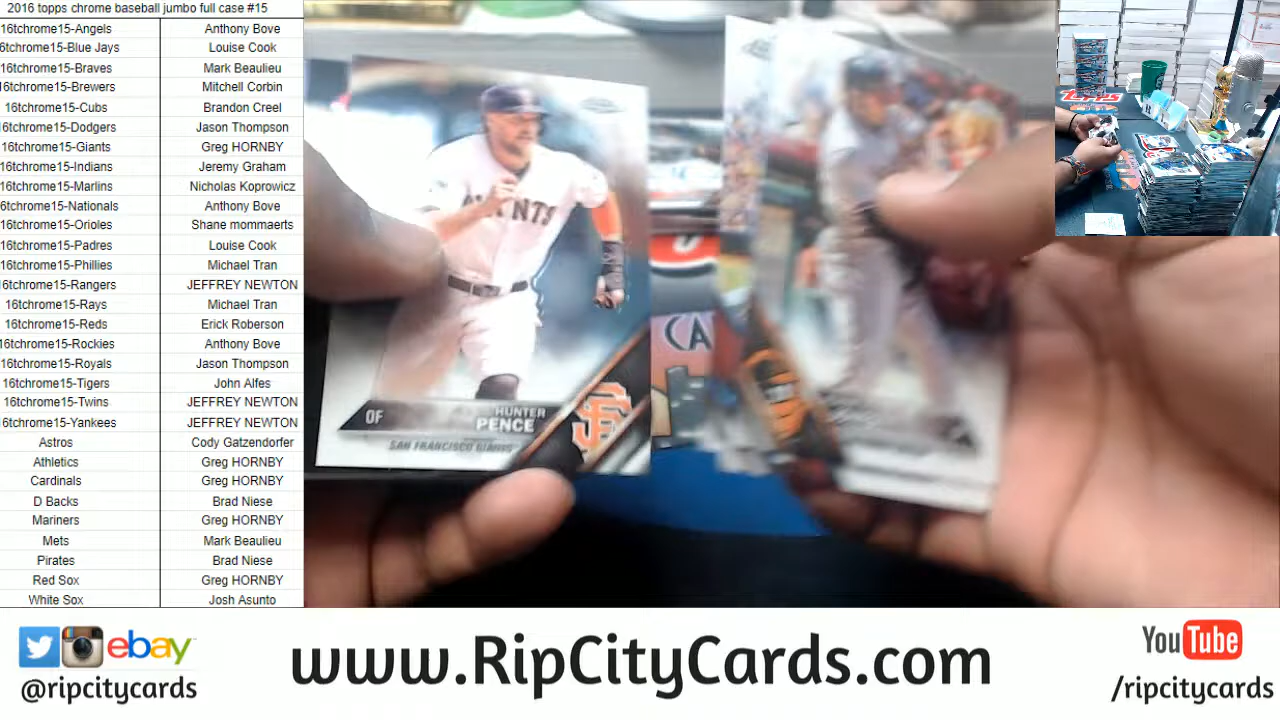 2016 topps chrome baseball jumbo full case #15
16tchrome15-Angels Anthony Bove
6tchrome15-Blue Jays Louise Cook
16tchrome15-Braves Mark Beaulieu
6tchrome15-Brewers Mitchell Corbin
16tchrome15-Cubs Brandon Creel
6tchrome15-Dodgers Jason Thompson
16tchrome15-Giants Greg HORNBY
16tchrome15-Indians Jeremy Graham
16tchrome15-Marlins Nicholas Koprowicz
6tchrome15-Nationals Anthony Bove
16tchrome15-Orioles Shane mommaerts
16tchrome15-Padres Louise Cook
16tchrome15-Phillies Michael Tran
16tchrome15-Rangers JEFFREY NEWTON
16tchrome15-Rays Michael Tran
16tchrome15-Reds Erick Roberson
16tchrome15-Rockies Anthony Bove
16tchrome15-Royals Jason Thompson
16tchrome15-Tigers John Alfes
16tchrome15-Twins JEFFREY NEWTON
16tchrome15-Yankees JEFFREY NEWTON
Astros Cody Gatzendorfer
Athletics Greg HORNBY
Cardinals Greg HORNBY
D Backs Brad Niese
Mariners Greg HORNBY
Mets Mark Beaulieu
Pirates Brad Niese
Red Sox Greg HORNBY
White Sox Josh Asunto
GIANTS
OF
HUNTER
PENCE
SAN FRANCISCO GIANTS
SF
CA
topps
ebay
@ripcitycards
www.RipCityCards.com
YouTube
/ripcitycards